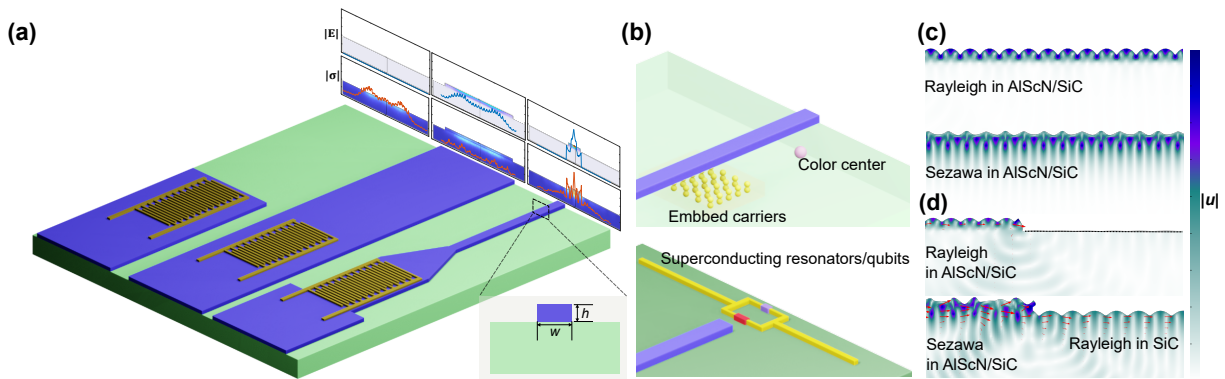 (a)
|E|
|σ|
h
w
(b)
Color center
Embbed carriers
Superconducting resonators/qubits
(c)
Rayleigh in AlScN/SiC
Sezawa in AlScN/SiC
(d)
|u|
Rayleigh
in AlScN/SiC
Sezawa
in AlScN/SiC
Rayleigh in SiC